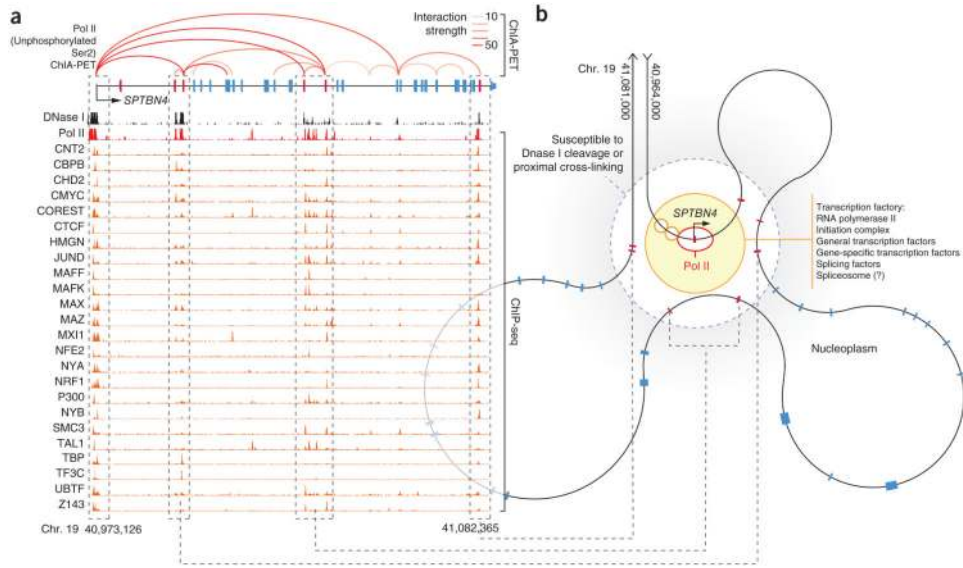 a
Pol II
(Unphosphorylated
Ser2)
ChIA-PET
Interaction
strength
10
50
ChIA-PET
SPTBN4
DNase I
Pol II
CNT2
CBPB
CHD2
CMYC
COREST
CTCF
HMGN
JUND
MAFF
MAFK
MAX
MAZ
MXI1
NFE2
NYA
NRF1
P300
NYB
SMC3
TAL1
TBP
TF3C
UBTF
Z143
ChIP-seq
Chr. 19 40,973,126
41,082,365
b
Chr. 19
41,081,000
40,964,000
Susceptible to
Dnase I cleavage or
proximal cross-linking
SPTBN4
Pol II
Transcription factory:
RNA polymerase II
Initiation complex
General transcription factors
Gene-specific transcription factors
Splicing factors
Spliceosome (?)
Nucleoplasm